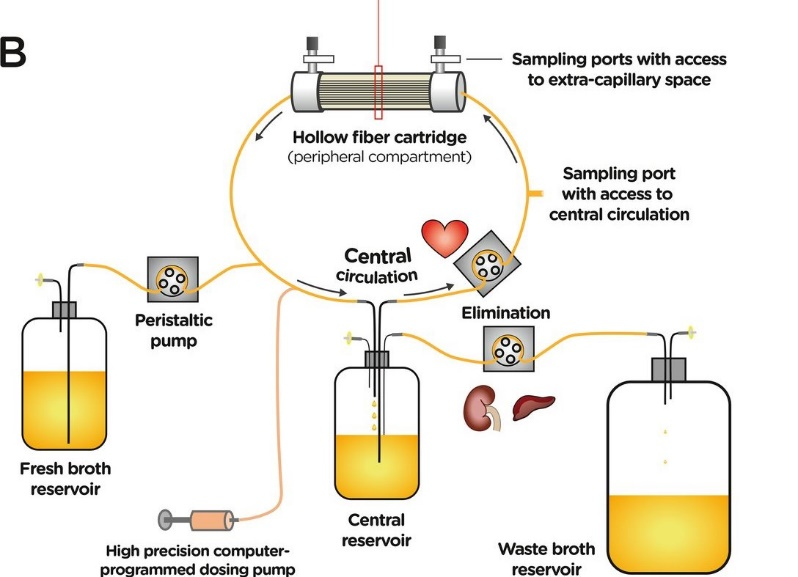 B
Sampling ports with access
to extra-capillary space
Hollow fiber cartridge
(peripheral compartment)
Sampling port
with access to
central circulation
Central
circulation
Elimination
Peristaltic
pump
Fresh broth
reservoir
Central
reservoir
High precision computer-
programmed dosing pump
Waste broth
reservoir